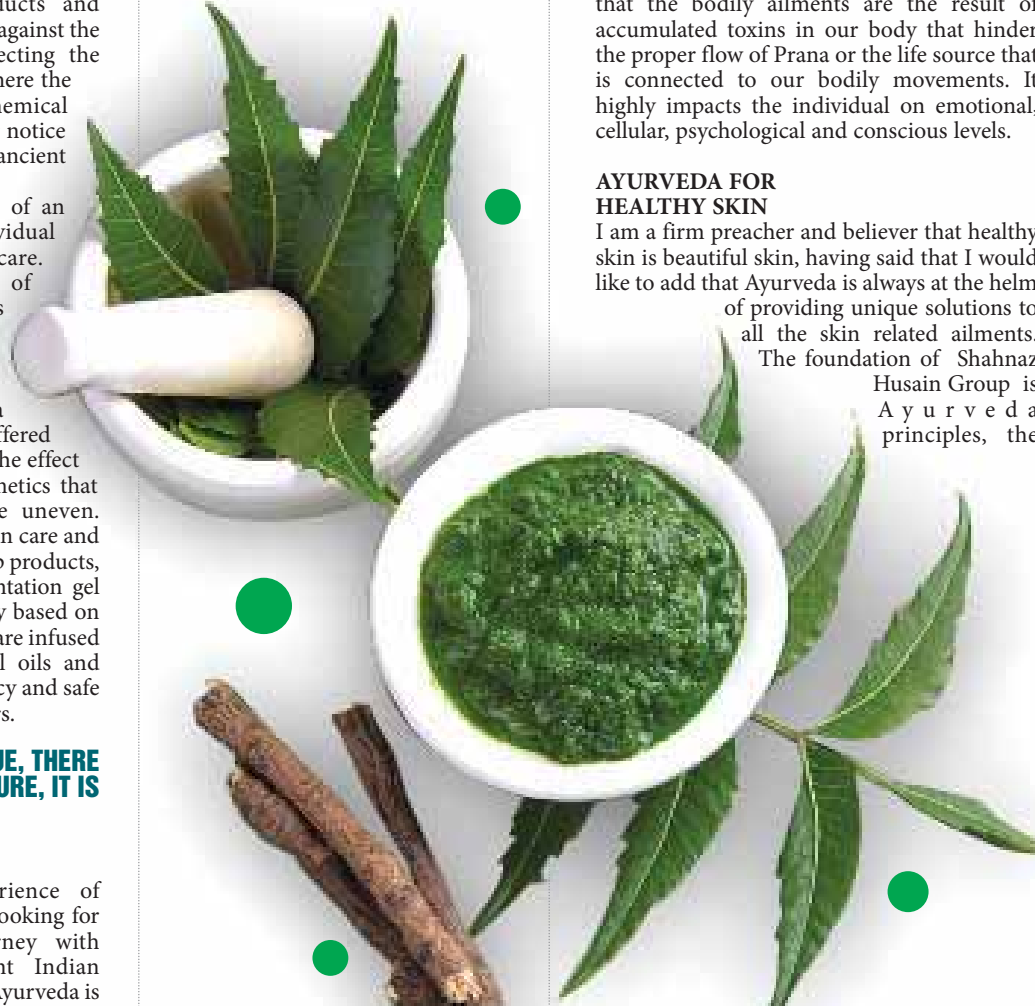 ducts and
against the
ecting the
here the
hemical
notice
ancient
of an
vidual
care.
of
s
a
ffered
he effect
netics that
e uneven.
n care and
p products,
ntation gel
y based on
are infused
l oils and
cy and safe
rs.
UE, THERE
URE, IT IS
rience of
ooking for
rney with
nt Indian
Ayurveda is
that the bodily ailments are the result of
accumulated toxins in our body that hinder
the proper flow of Prana or the life source that
is connected to our bodily movements. It
highly impacts the individual on emotional,
cellular, psychological and conscious levels.
AYURVEDA FOR
HEALTHY SKIN
I am a firm preacher and believer that healthy
skin is beautiful skin, having said that I would
like to add that Ayurveda is always at the helm
of providing unique solutions to
all the skin related ailments.
The foundation of Shahnaz
Husain Group is
Ayurveda
principles, the